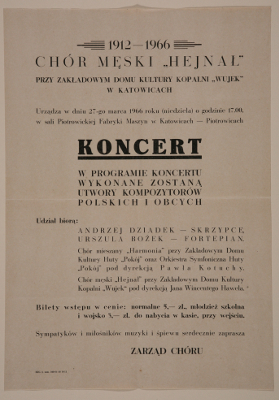 1912—1966
CHÓR MĘSKI „HEJNAŁ”
PRZY ZAKŁADOWYM DOMU KULTURY KOPALNI „WUJEK”
W KATOWICACH
Urządza w dniu 27-go marca 1966 roku (niedziela) o godzinie 17.00,
w sali Piotrowickiej Fabryki Maszyn w Katowicach — Piotrowicach
KONCERT
W PROGRAMIE KONCERTU
WYKONANE ZOSTANĄ
UTWORY KOMPOZYTORÓW
POLSKICH I OBCYCH
Udział biorą:
ANDRZEJ DZIADEK — SKRZYPCE,
URSZULA BOŻEK — FORTEPIAN,
Chór mieszany „Harmonia” przy Zakładowym Domu
Kultury Huty „Pokój” oraz Orkiestra Symfoniczna Huty
„Pokój” pod dyrekcją Pawła Kotuchy.
Chór męski „Hejnał” przy Zakładowym Domu Kultury
Kopalni „Wujek” pod dyrekcją Jana Wincentego Hawela.
Bilety wstępu w cenie: normalne 8,— zł., młodzież szkolna
i wojsko 5,— zł. do nabycia w kasie, przy wejściu.
Sympatyków i miłośników muzyki i śpiewu serdecznie zaprasza
ZARZĄD CHÓRU